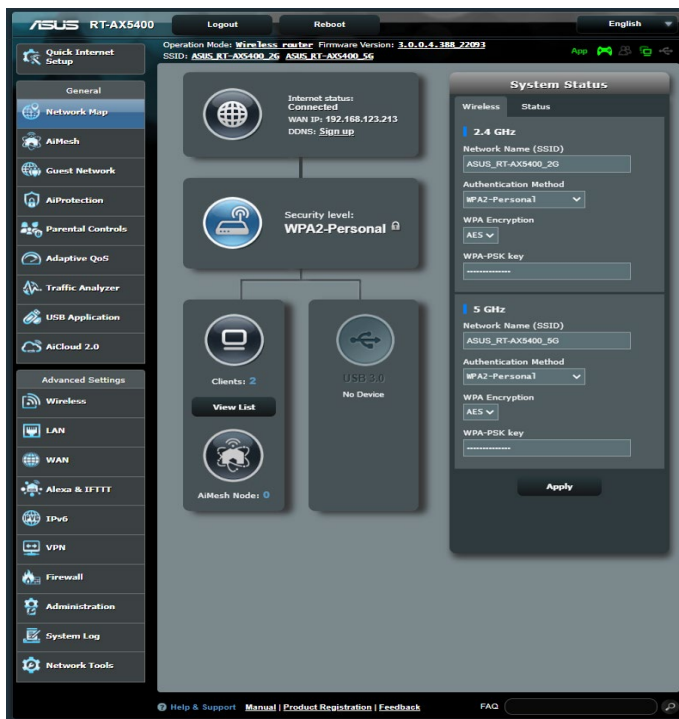 ASUS RT-AX5400
Logout
Reboot
English
Quick Internet
Setup
Operation Mode: Wireless router Firmware Version: 3.0.0.4.388_22093
SSID: ASUS_RT-AX5400_2G ASUS_RT-AX5400_5G
App
General
Network Map
AiMesh
Guest Network
AiProtection
Parental Controls
Adaptive QoS
Traffic Analyzer
USB Application
AiCloud 2.0
Advanced Settings
Wireless
LAN
WAN
Alexa & IFTTT
IPv6
VPN
Firewall
Administration
System Log
Network Tools
Internet status:
Connected
WAN IP: 192.168.123.213
DDNS: Sign up
Security level:
WPA2-Personal
Clients: 2
View List
AiMesh Node: 0
USB 3.0
No Device
System Status
Wireless
Status
2.4 GHz
Network Name (SSID)
ASUS_RT-AX5400_2G
Authentication Method
WPA2-Personal
WPA Encryption
AES
WPA-PSK key
--------------
5 GHz
Network Name (SSID)
ASUS_RT-AX5400_5G
Authentication Method
WPA2-Personal
WPA Encryption
AES
WPA-PSK key
--------------
Apply
Help & Support Manual | Product Registration | Feedback
FAQ